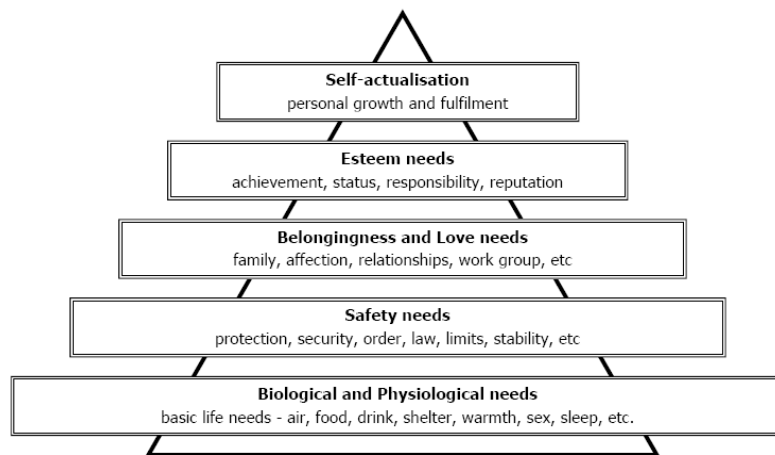 Self-actualisation
personal growth and fulfilment
Esteem needs
achievement, status, responsibility, reputation
Belongingness and Love needs
family, affection, relationships, work group, etc
Safety needs
protection, security, order, law, limits, stability, etc
Biological and Physiological needs
basic life needs - air, food, drink, shelter, warmth, sex, sleep, etc.